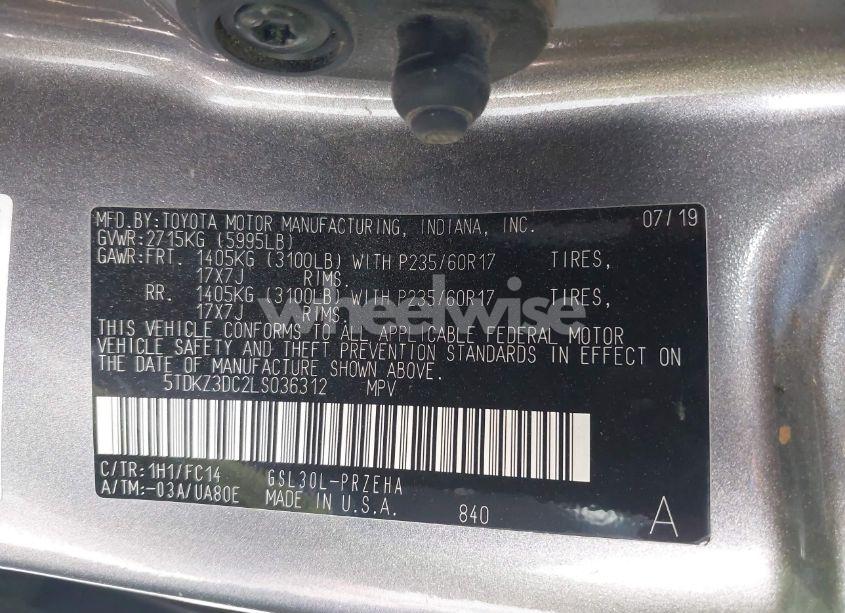 MFD.BY:TOYOTA MOTOR MANUFACTURING, INDIANA, INC. 07/19
GVWR:2715KG (5995LB)
GAWR:FRT. 1405KG (3100LB) WITH P235/60R17 TIRES,
17X7J RIMS,
RR. 1405KG (3100LB) WITH P235/60R17 TIRES,
17X7J RIMS,
wheelwise
THIS VEHICLE CONFORMS TO ALL APPLICABLE FEDERAL MOTOR
VEHICLE SAFETY AND THEFT PREVENTION STANDARDS IN EFFECT ON
THE DATE OF MANUFACTURE SHOWN ABOVE.
5TDKZ3DC2LS036312 MPV
C/TR:1H1/FC14 GSL30L-PRZEHA
A/TM:-03A/UA80E MADE IN U.S.A. 840 A